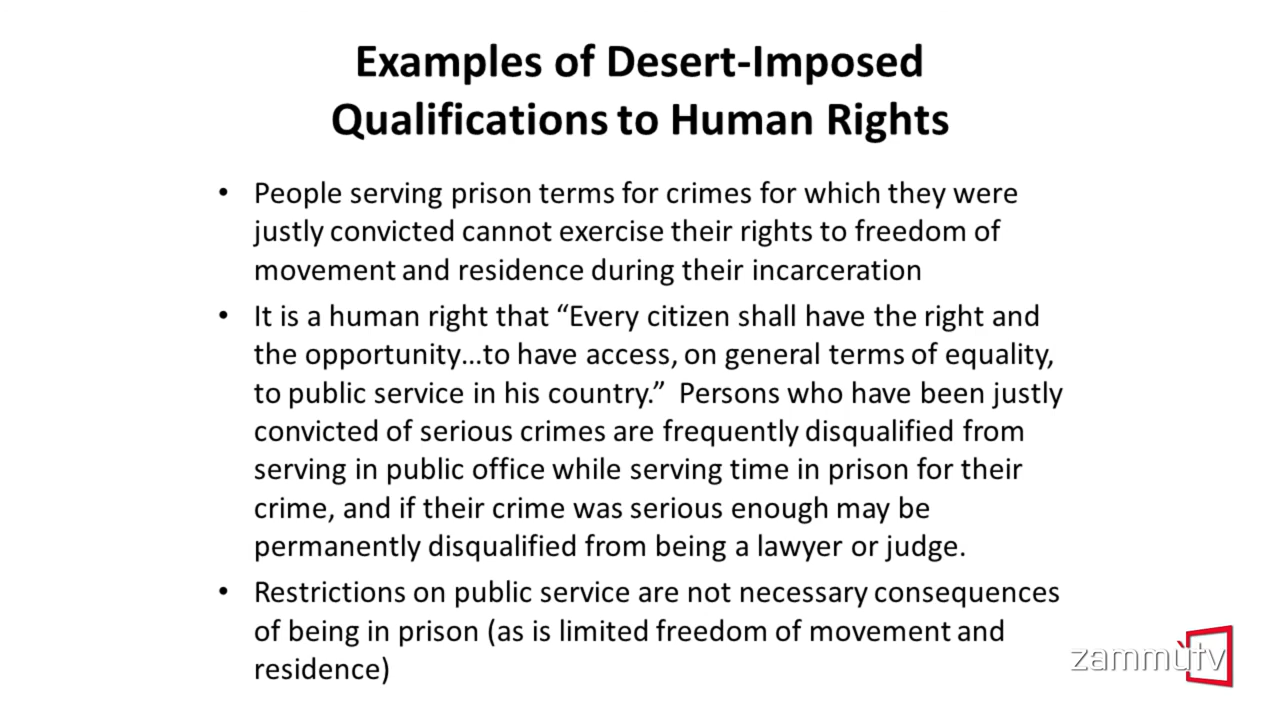 Examples of Desert-Imposed
Qualifications to Human Rights
• People serving prison terms for crimes for which they were
justly convicted cannot exercise their rights to freedom of
movement and residence during their incarceration
• It is a human right that “Every citizen shall have the right and
the opportunity…to have access, on general terms of equality,
to public service in his country.”  Persons who have been justly
convicted of serious crimes are frequently disqualified from
serving in public office while serving time in prison for their
crime, and if their crime was serious enough may be
permanently disqualified from being a lawyer or judge.
• Restrictions on public service are not necessary consequences
of being in prison (as is limited freedom of movement and
residence)
zammùtv